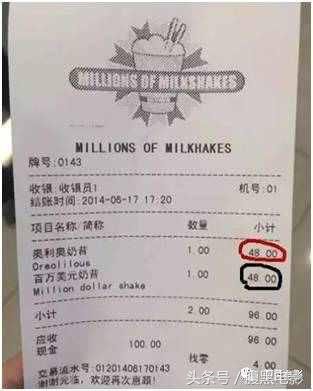 MILLIONS OF MILKSHAKES
MILLIONS OF MILKHAKES
牌号:0143
收银:收银员1 机号:01
结账时间:2014-06-17 17:20
项目名称/简称 数量 小计
奥利奥奶昔 1.00 48.00
Oreolilous
百万美元奶昔 1.00 48.00
Million dollar shake
小计 2.00 96.00
应收 96.00
现金 100.00 找零 4.00
交易流水号:01201406170143
谢谢光临，欢迎再次惠顾!
头条号/腹黑电影